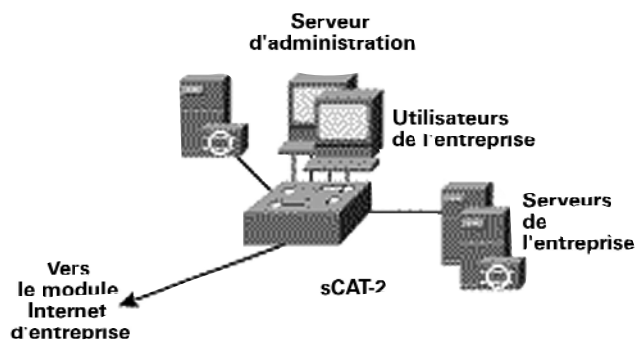 Serveur
d'administration
Utilisateurs
de l'entreprise
Serveurs
de
l'entreprise
sCAT-2
Vers
le module
Internet
d'entreprise